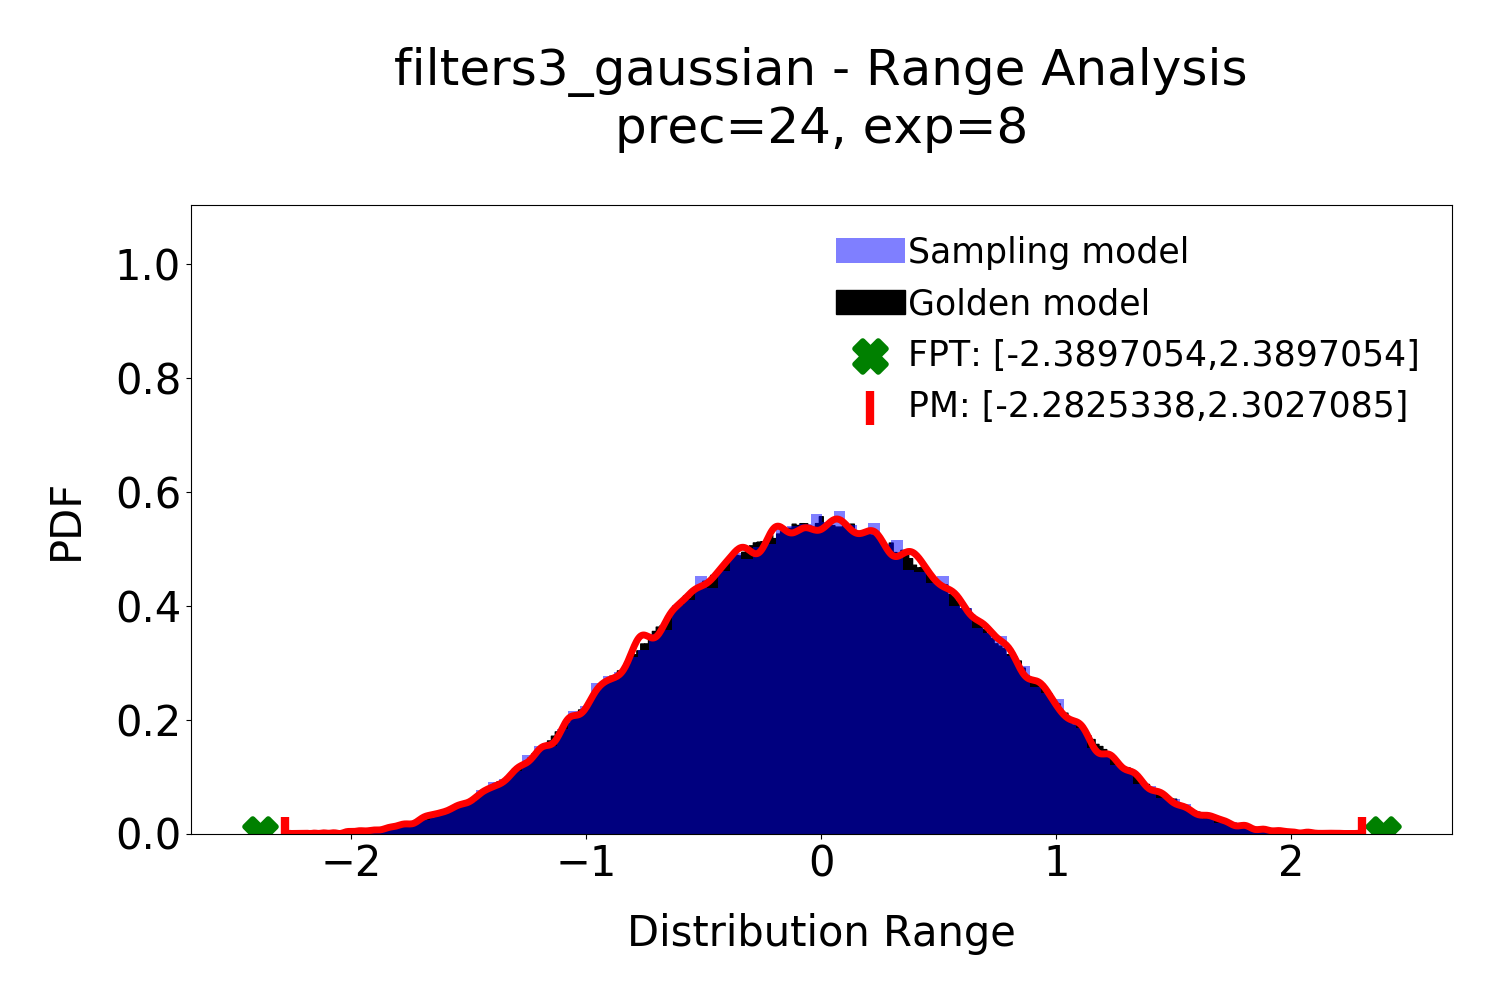 filters3_gaussian - Range Analysis
prec=24, exp=8
Sampling model
Golden model
FPT: [-2.3897054,2.3897054]
PM: [-2.2825338,2.3027085]
1.0
0.8
0.6
0.4
0.2
0.0
PDF
−2
−1
0
1
2
Distribution Range